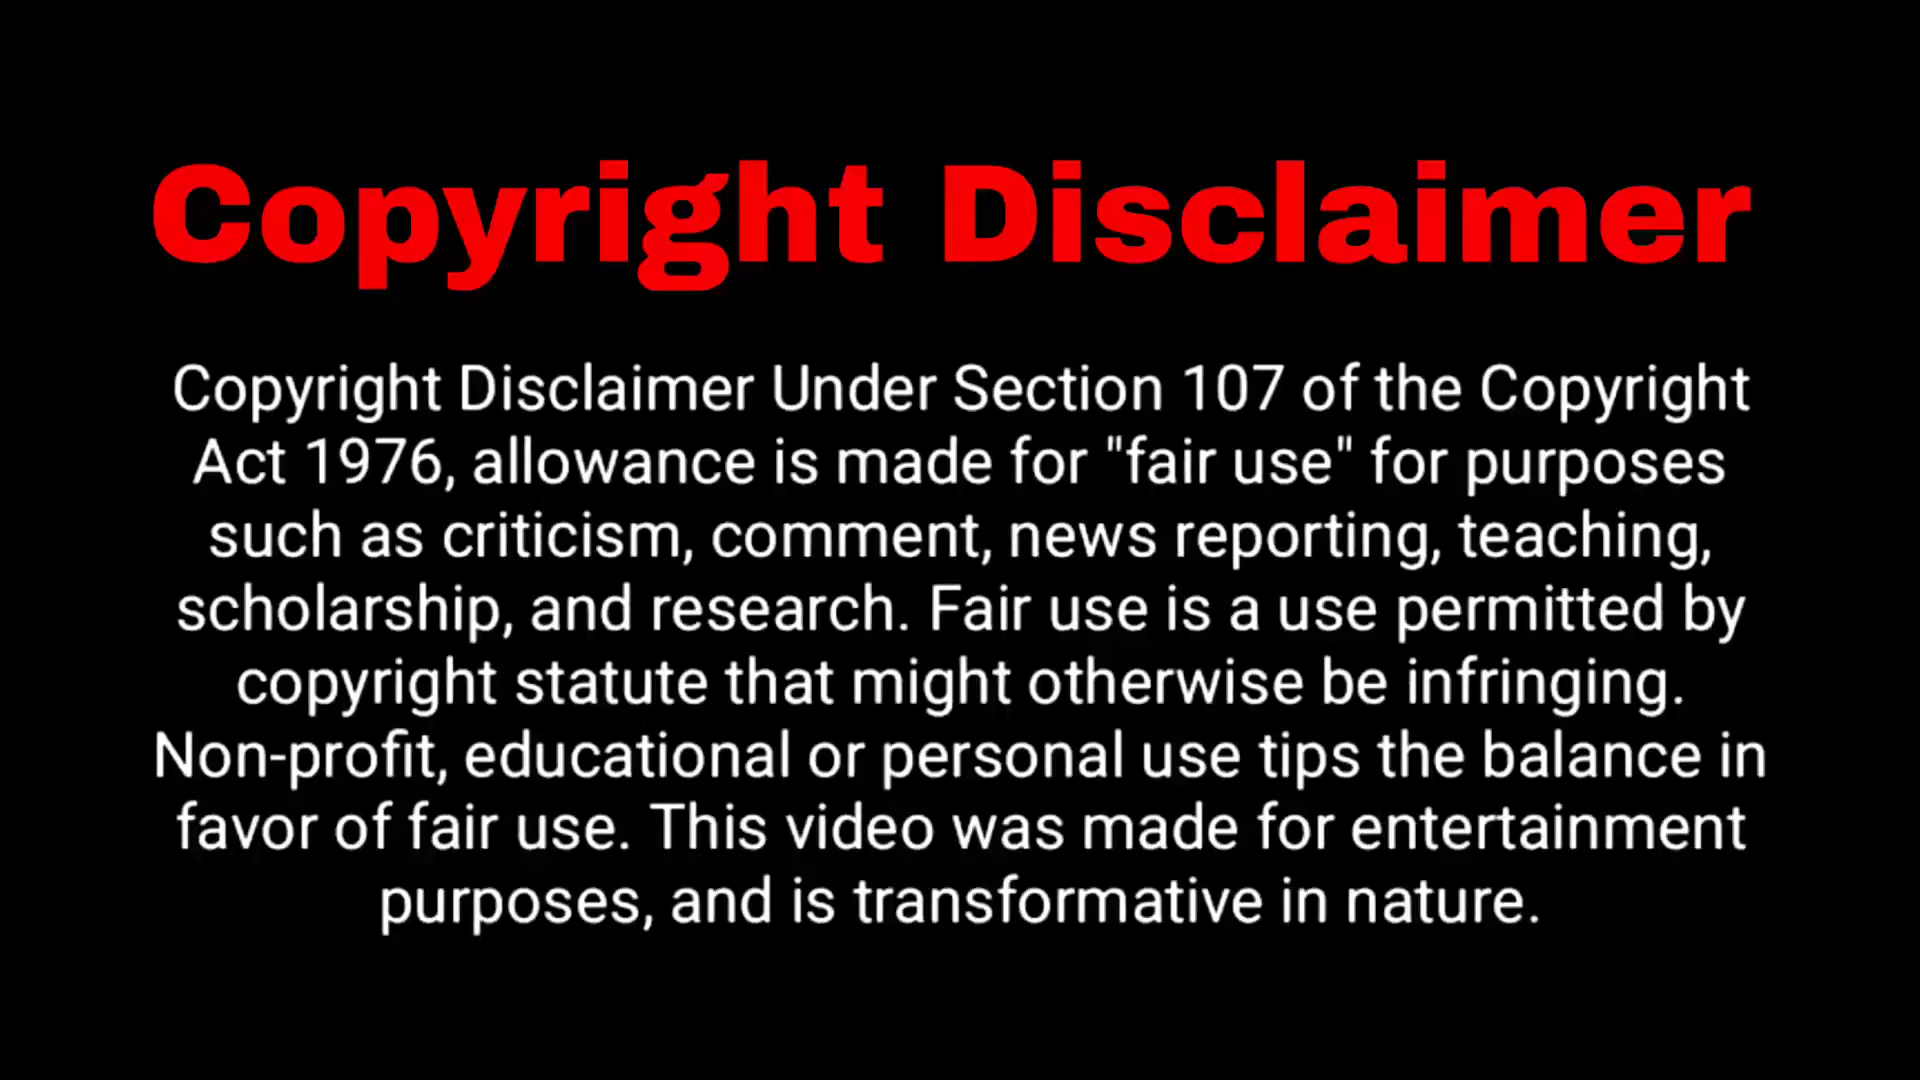 Copyright Disclaimer
Copyright Disclaimer Under Section 107 of the Copyright
Act 1976, allowance is made for "fair use" for purposes
such as criticism, comment, news reporting, teaching,
scholarship, and research. Fair use is a use permitted by
copyright statute that might otherwise be infringing.
Non-profit, educational or personal use tips the balance in
favor of fair use. This video was made for entertainment
purposes, and is transformative in nature.